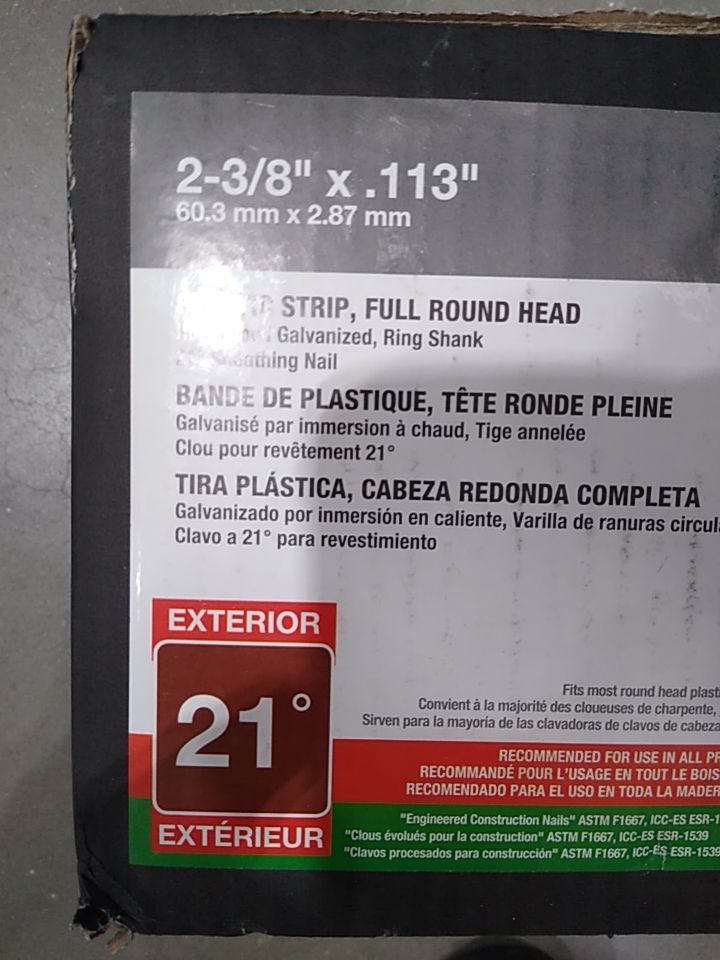 2-3/8" x .113"
60.3 mm x 2.87 mm
STRIP, FULL ROUND HEAD
Galvanized, Ring Shank
Nail
BANDE DE PLASTIQUE, TÊTE RONDE PLEINE
Galvanisé par immersion à chaud, Tige annelée
Clou pour revêtement 21°
TIRA PLÁSTICA, CABEZA REDONDA COMPLETA
Galvanizado por inmersión en caliente, Varilla de ranuras circul
Clavo a 21° para revestimiento
EXTERIOR
21°
EXTÉRIEUR
Fits most round head plasti
Convient à la majorité des cloueuses de charpente,
Sirven para la mayoría de las clavadoras de clavos de cabeza
RECOMMENDED FOR USE IN ALL PR
RECOMMANDÉ POUR L'USAGE EN TOUT LE BOIS
RECOMENDADO PARA EL USO EN TODA LA MADER
"Engineered Construction Nails" ASTM F1667, ICC-ES ESR-1
"Clous évolués pour la construction" ASTM F1667, ICC-ES ESR-1539
"Clavos procesados para construcción" ASTM F1667, ICC-ES ESR-1539